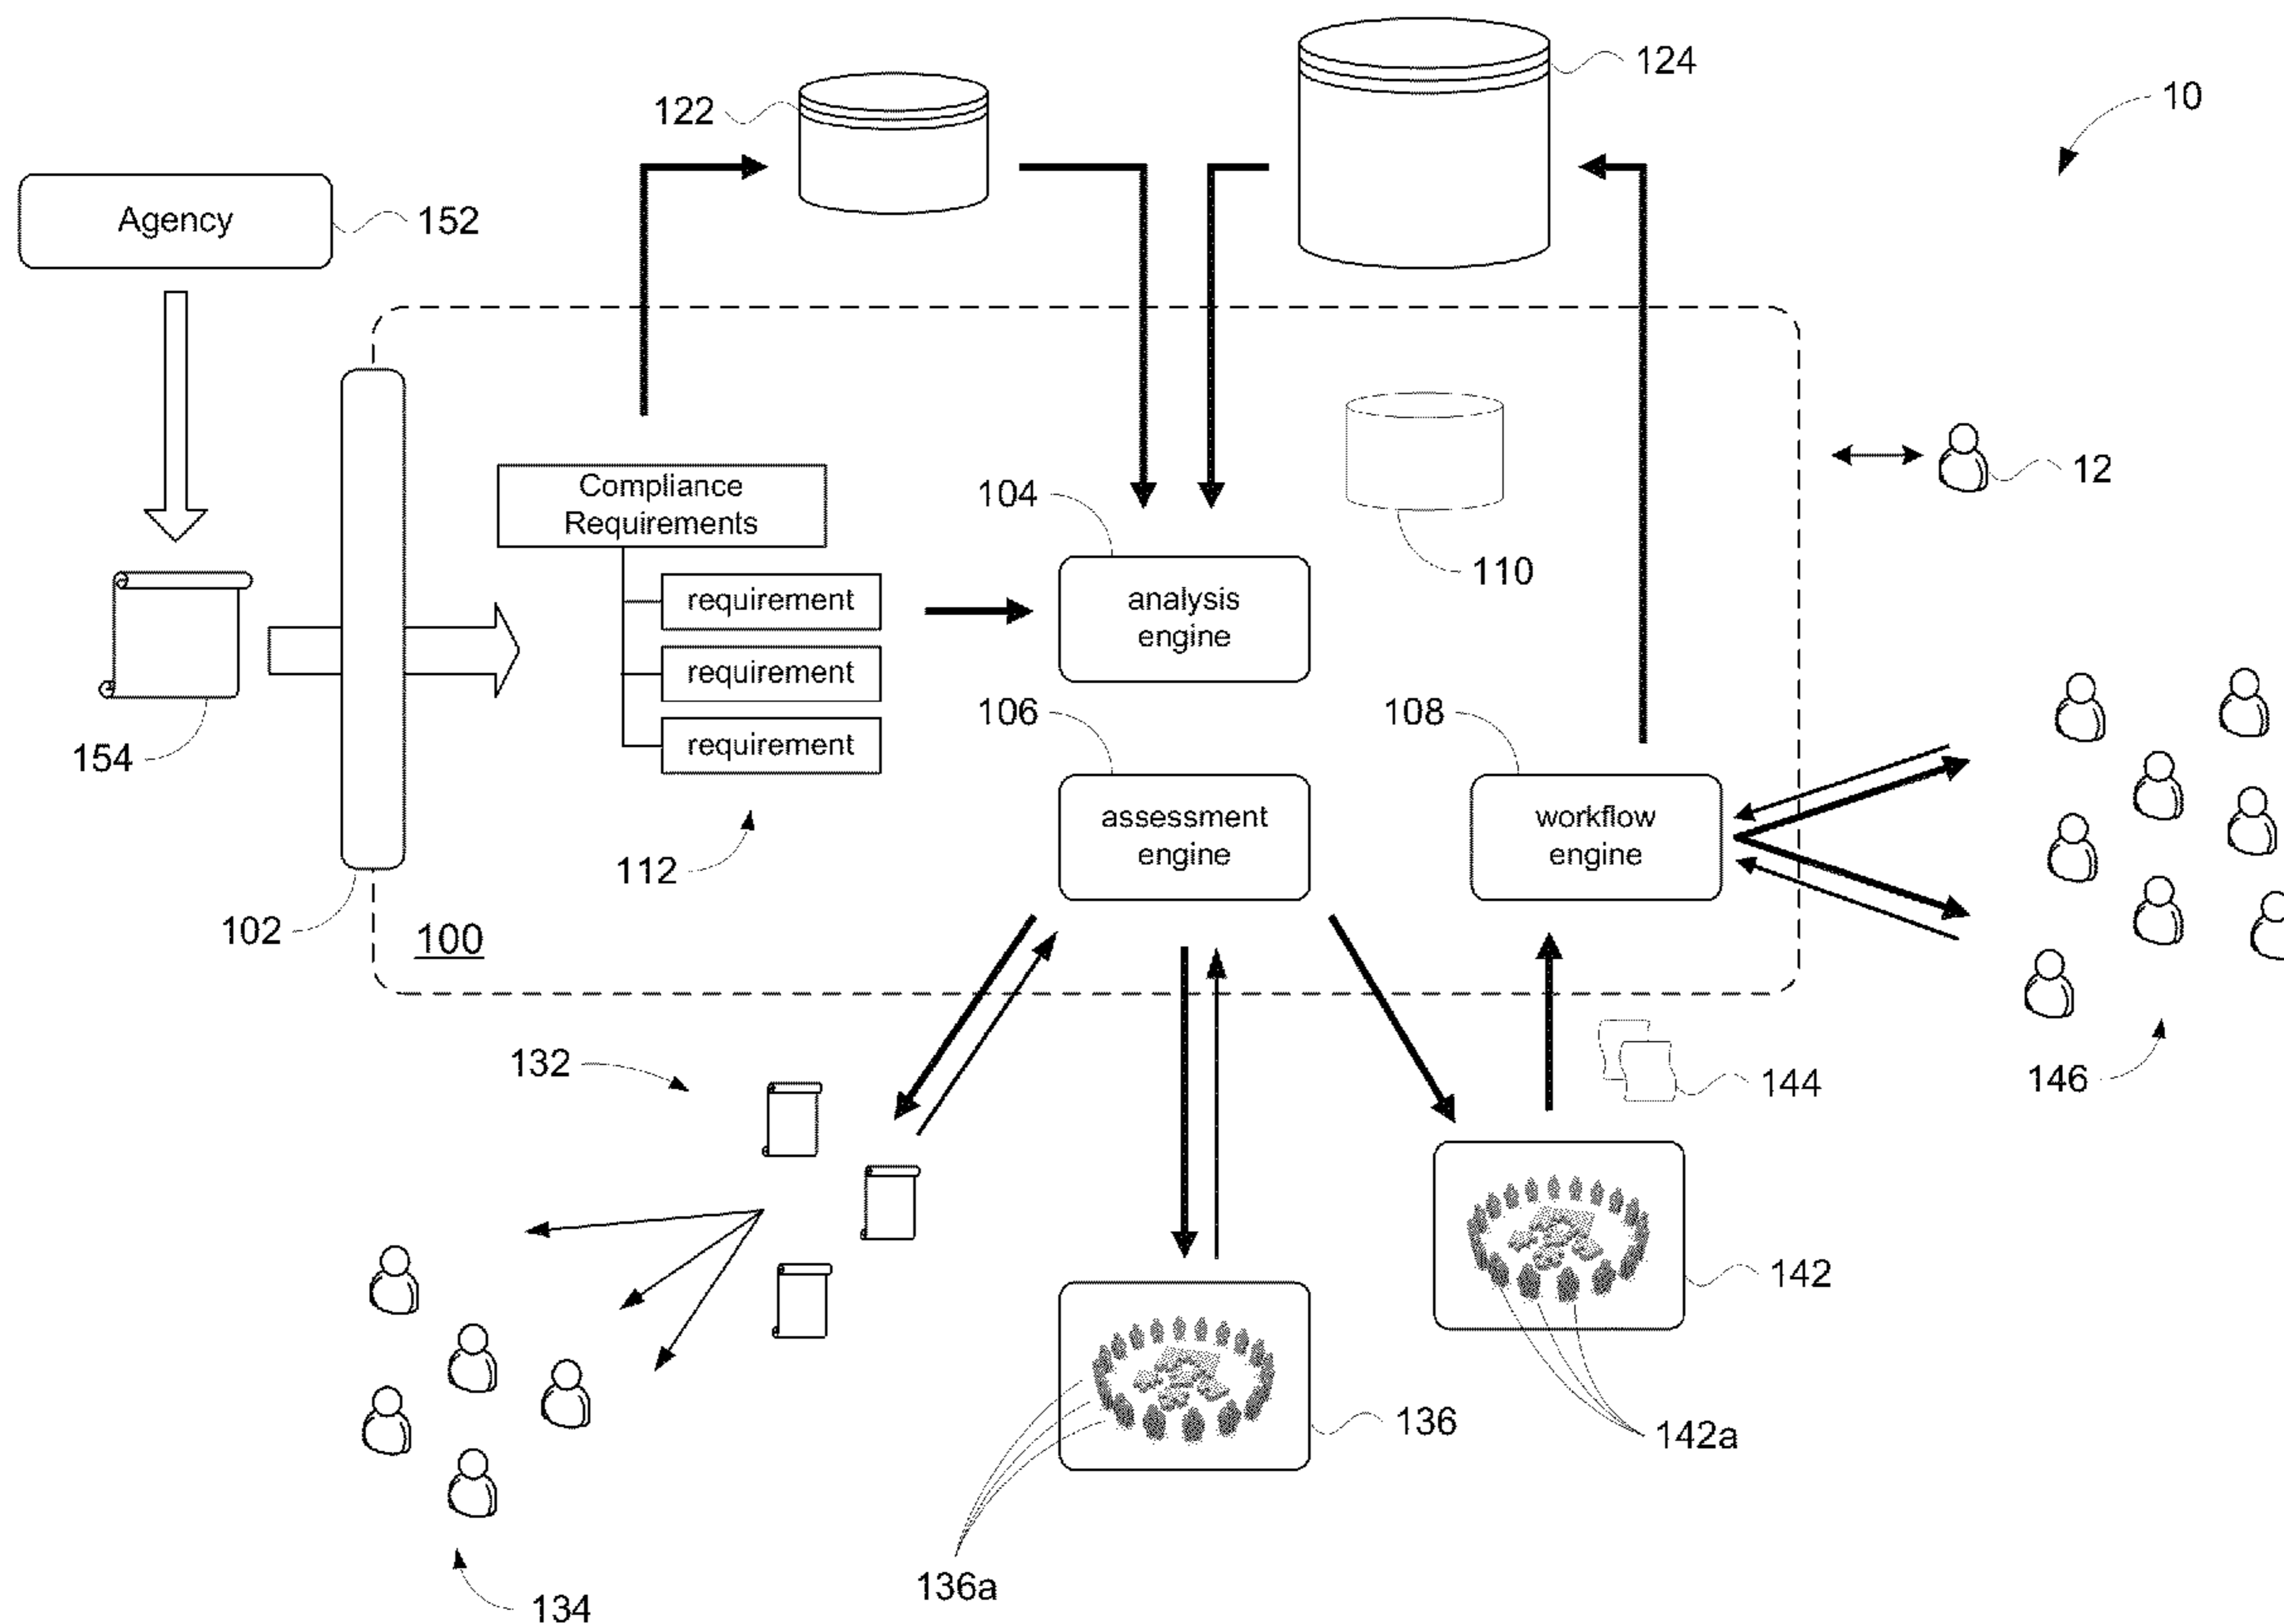 124
10
122
Agency
152
12
Compliance
Requirements
104
110
requirement
analysis
engine
requirement
106
108
requirement
154
assessment
engine
workflow
engine
112
102
100
132
144
146
142
136
142a
136a
134